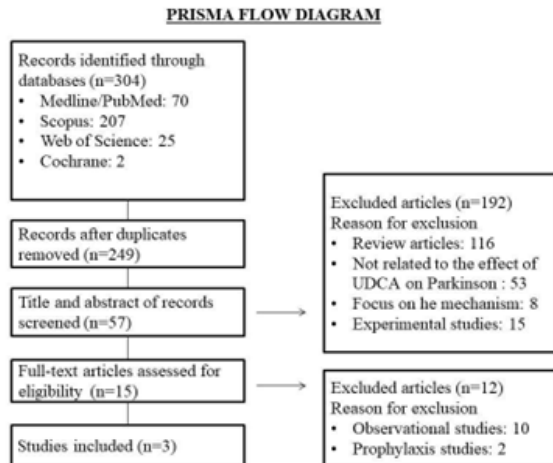 PRISMA FLOW DIAGRAM
Records identified through
databases (n=304)
• Medline/PubMed: 70
• Scopus: 207
• Web of Science: 25
• Cochrane: 2
Records after duplicates
removed (n=249)
Title and abstract of records
screened (n=57)
Full-text articles assessed for
eligibility (n=15)
Studies included (n=3)
Excluded articles (n=192)
Reason for exclusion
• Review articles: 116
• Not related to the effect of
UDCA on Parkinson : 53
• Focus on he mechanism: 8
• Experimental studies: 15
Excluded articles (n=12)
Reason for exclusion
• Observational studies: 10
• Prophylaxis studies: 2